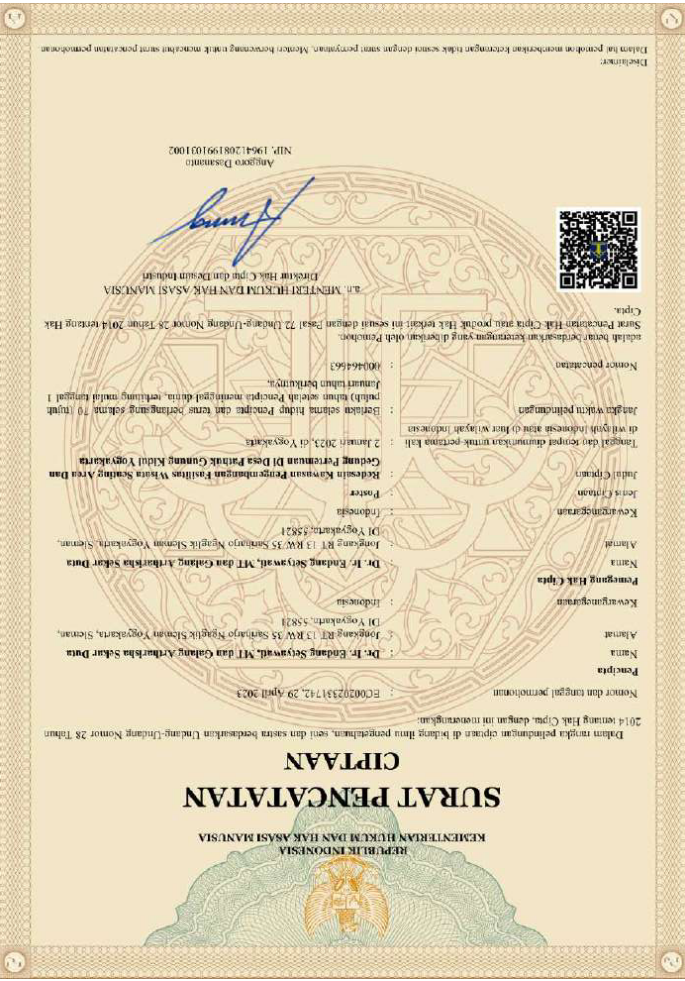 REPUBLIK INDONESIA
KEMENTERIAN HUKUM DAN HAK ASASI MANUSIA
SURAT PENCATATAN
CIPTAAN
Dalam rangka pelindungan ciptaan di bidang ilmu pengetahuan, seni dan sastra berdasarkan Undang-Undang Nomor 28 Tahun
2014 tentang Hak Cipta, dengan ini menerangkan:
Nomor dan tanggal permohonan : EC00202331742, 29 April 2023
Pencipta
Nama : Dr. Ir. Endang Setyawati, MT dan Galang Artharisha Sekar Duta
Alamat : Jongkang RT 13 RW 35 Sariharjo Ngaglik Sleman Yogyakarta, Sleman,
DI Yogyakarta, 55821
Kewarganegaraan : Indonesia
Pemegang Hak Cipta
Nama : Dr. Ir. Endang Setyawati, MT dan Galang Artharisha Sekar Duta
Alamat : Jongkang RT 13 RW 35 Sariharjo Ngaglik Sleman Yogyakarta, Sleman,
DI Yogyakarta, 55821
Kewarganegaraan : Indonesia
Jenis Ciptaan : Poster
Judul Ciptaan : Redesain Kawasan Pengembangan Fasilitas Wisata Seating Area Dan
Gedung Pertemuan Di Desa Pathuk Gunung Kidul Yogyakarta
Tanggal dan tempat diumumkan untuk pertama kali : 2 Januari 2023, di Yogyakarta
di wilayah Indonesia atau di luar wilayah Indonesia
Jangka waktu pelindungan : Berlaku selama hidup Pencipta dan terus berlangsung selama 70 (tujuh
puluh) tahun setelah Pencipta meninggal dunia, terhitung mulai tanggal 1
Januari tahun berikutnya.
Nomor pencatatan : 000464663
adalah benar berdasarkan keterangan yang diberikan oleh Pemohon.
Surat Pencatatan Hak Cipta atau produk Hak terkait ini sesuai dengan Pasal 72 Undang-Undang Nomor 28 Tahun 2014 tentang Hak
Cipta.
a.n. MENTERI HUKUM DAN HAK ASASI MANUSIA
Direktur Hak Cipta dan Desain Industri
Anggoro Dasananto
NIP. 196412081991031002
Disclaimer:
Dalam hal pemohon memberikan keterangan tidak sesuai dengan surat pernyataan, Menteri berwenang untuk mencabut surat pencatatan permohonan.